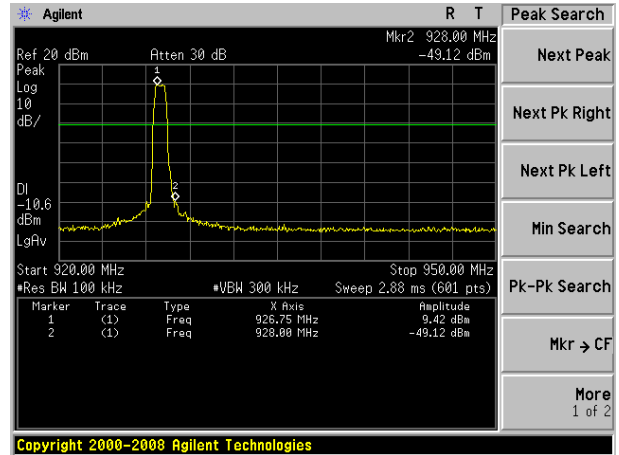 Agilent R T Peak Search
Mkr2 928.00 MHz
Ref 20 dBm Atten 30 dB -49.12 dBm
Peak
Log
10
dB/
1
2
DI
-10.6
dBm
LgAv
Start 920.00 MHz Stop 950.00 MHz
#Res BW 100 kHz #VBW 300 kHz Sweep 2.88 ms (601 pts)
Marker Trace Type X Axis Amplitude
1 (1) Freq 926.75 MHz 9.42 dBm
2 (1) Freq 928.00 MHz -49.12 dBm
Next Peak
Next Pk Right
Next Pk Left
Min Search
Pk-Pk Search
Mkr → CF
More
1 of 2
Copyright 2000-2008 Agilent Technologies